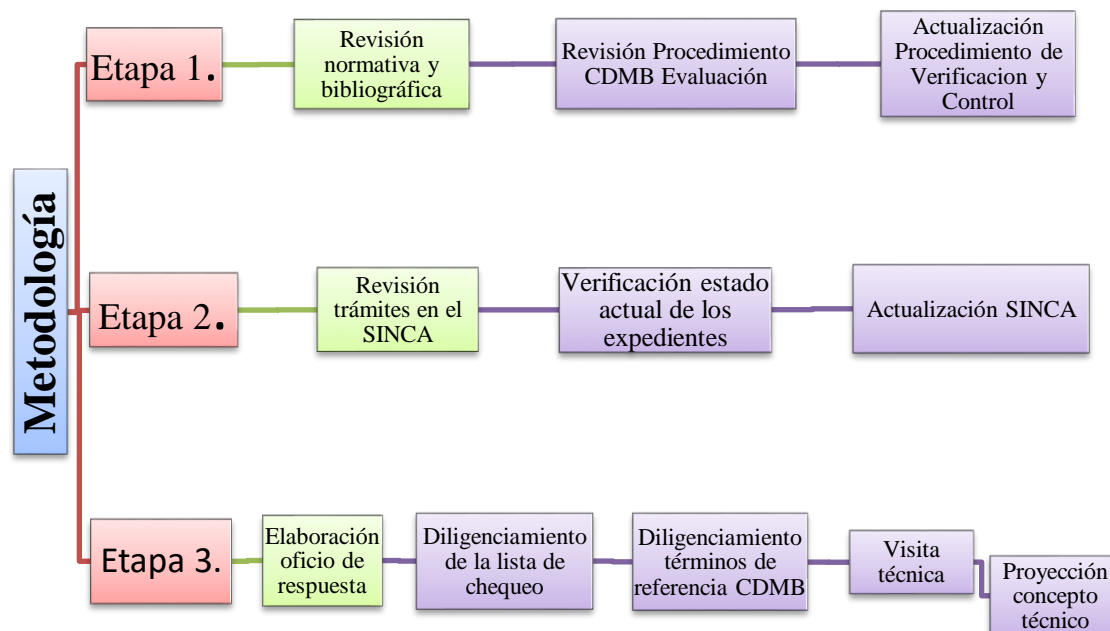 Metodología
Etapa 1.
Revisión
normativa y
bibliográfica
Revisión Procedimiento
CDMB Evaluación
Actualización
Procedimiento de
Verificacion y
Control
Etapa 2.
Revisión
trámites en el
SINCA
Verificación estado
actual de los
expedientes
Actualización SINCA
Etapa 3.
Elaboración
oficio de
respuesta
Diligenciamiento
de la lista de
chequeo
Diligenciamiento
términos de
referencia CDMB
Visita
técnica
Proyección
concepto
técnico